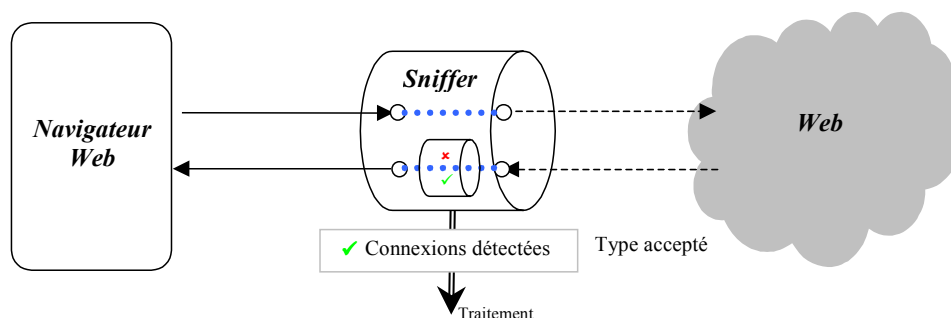 Sniffer
Navigateur
Web
Web
Connexions détectées
Type accepté
Traitement